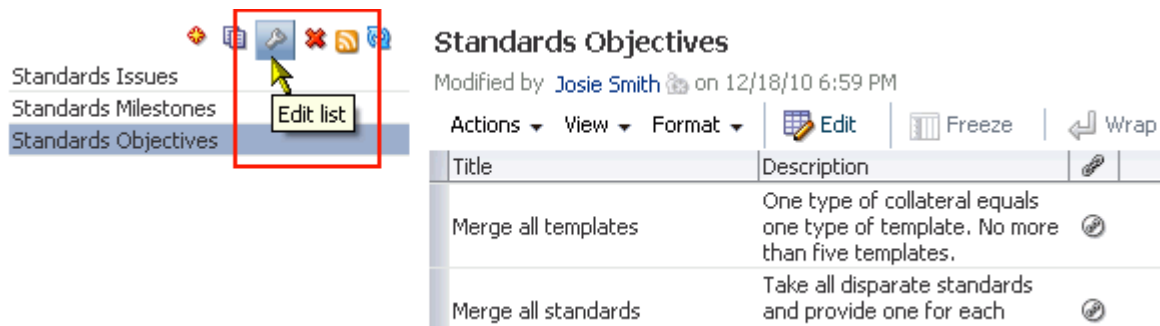 Standards Issues
Standards Milestones
Standards Objectives
Edit list
Standards Objectives
Modified by Josie Smith on 12/18/10 6:59 PM
Actions View Format Edit Freeze Wrap
Title Description
Merge all templates
One type of collateral equals
one type of template. No more
than five templates.
Merge all standards
Take all disparate standards
and provide one for each